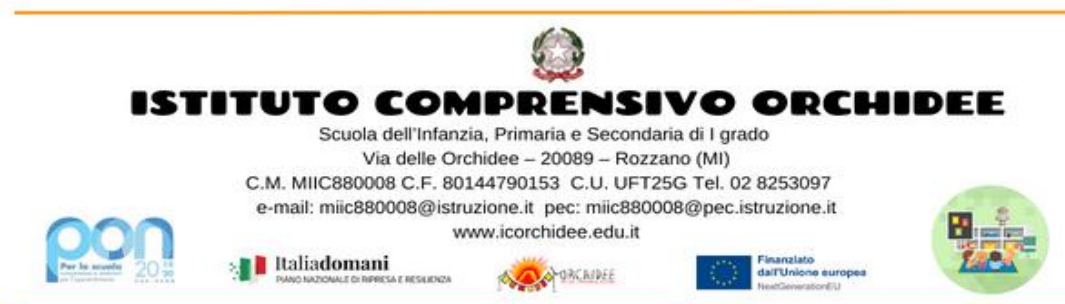 ISTITUTO COMPRENSIVO ORCHIDEE
Scuola dell'Infanzia, Primaria e Secondaria di I grado
Via delle Orchidee – 20089 – Rozzano (MI)
C.M. MIIC880008 C.F. 80144790153 C.U. UFT25G Tel. 02 8253097
e-mail: miic880008@istruzione.it pec: miic880008@pec.istruzione.it
www.icorchidee.edu.it
pon
Per la scuola
20
Italiadomani
PIANO NAZIONALE DI RIPRESA E RESILIENZA
ORCHIDEE
Finanziato
dall'Unione europea
NextGenerationEU